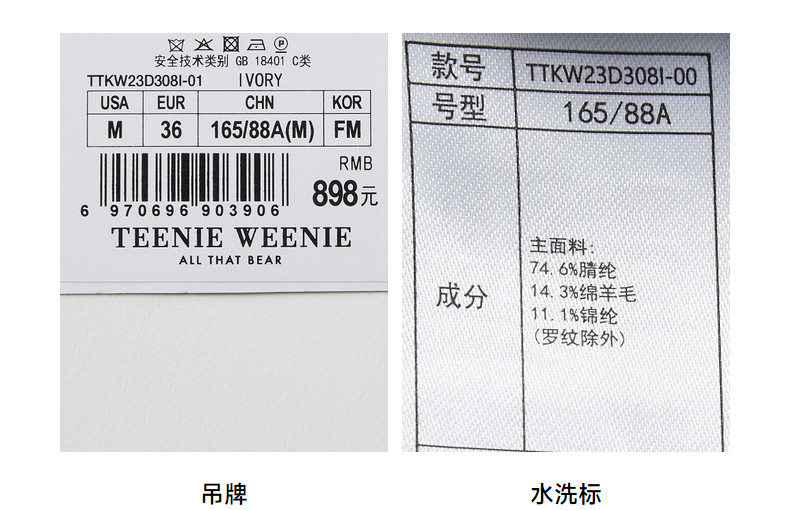 安全技术类别 GB 18401 C类
TTKW23D308I-01 IVORY
USA EUR CHN KOR
M 36 165/88A(M) FM
RMB
898元
6 970696 903906
TEENIE WEENIE
ALL THAT BEAR
吊牌
款号 TTKW23D308I-00
号型 165/88A
成分
主面料:
74.6%腈纶
14.3%绵羊毛
11.1%锦纶
(罗纹除外)
水洗标